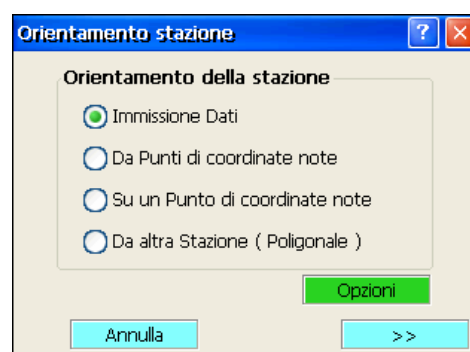 Orientamento stazione
?
Orientamento della stazione
Immissione Dati
Da Punti di coordinate note
Su un Punto di coordinate note
Da altra Stazione ( Poligonale )
Opzioni
Annulla
>>